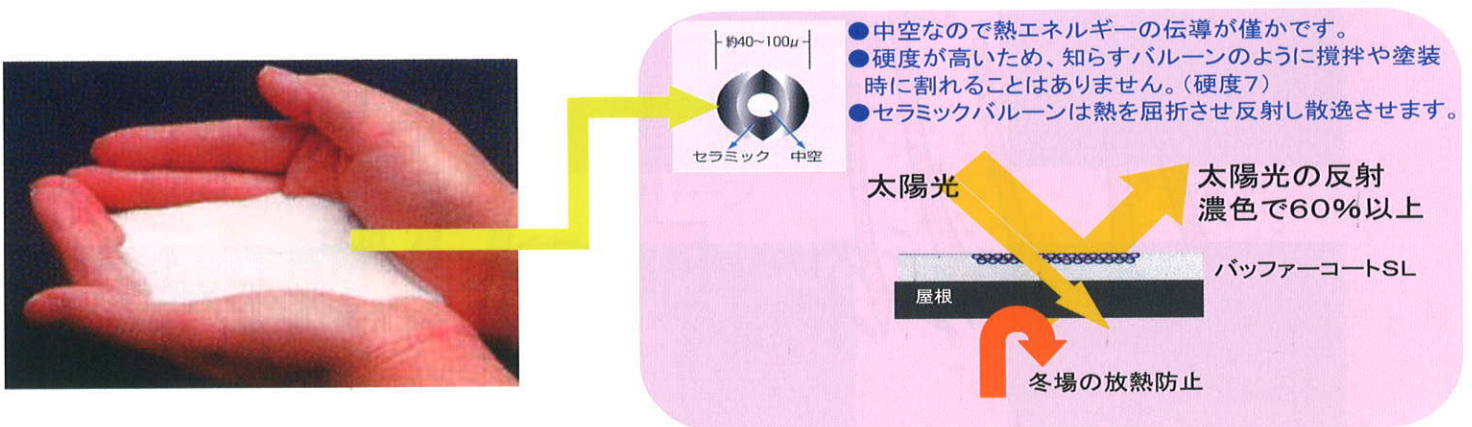 約40～100μ
セラミック 中空
●中空なので熱エネルギーの伝導が僅かです。
●硬度が高いため、知らすバルーンのように撹拌や塗装
時に割れることはありません。(硬度7)
●セラミックバルーンは熱を屈折させ反射し散逸させます。
太陽光
太陽光の反射
濃色で60%以上
バッファーコートSL
屋根
冬場の放熱防止